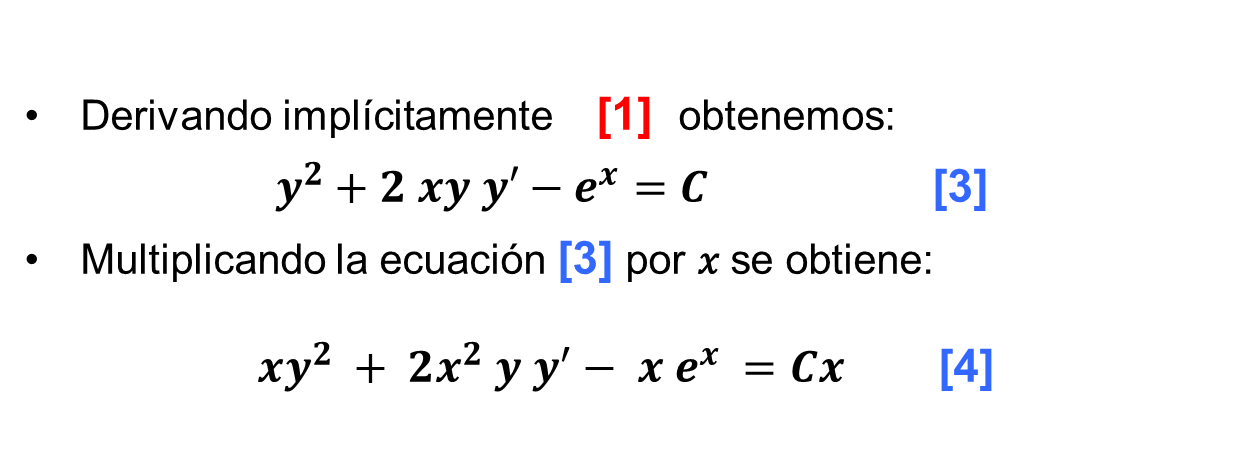 • Derivando implícitamente [1] obtenemos:
y² + 2 xy y′ − eˣ = C [3]
• Multiplicando la ecuación [3] por x se obtiene:
xy² + 2x² y y′ − x eˣ = Cx [4]